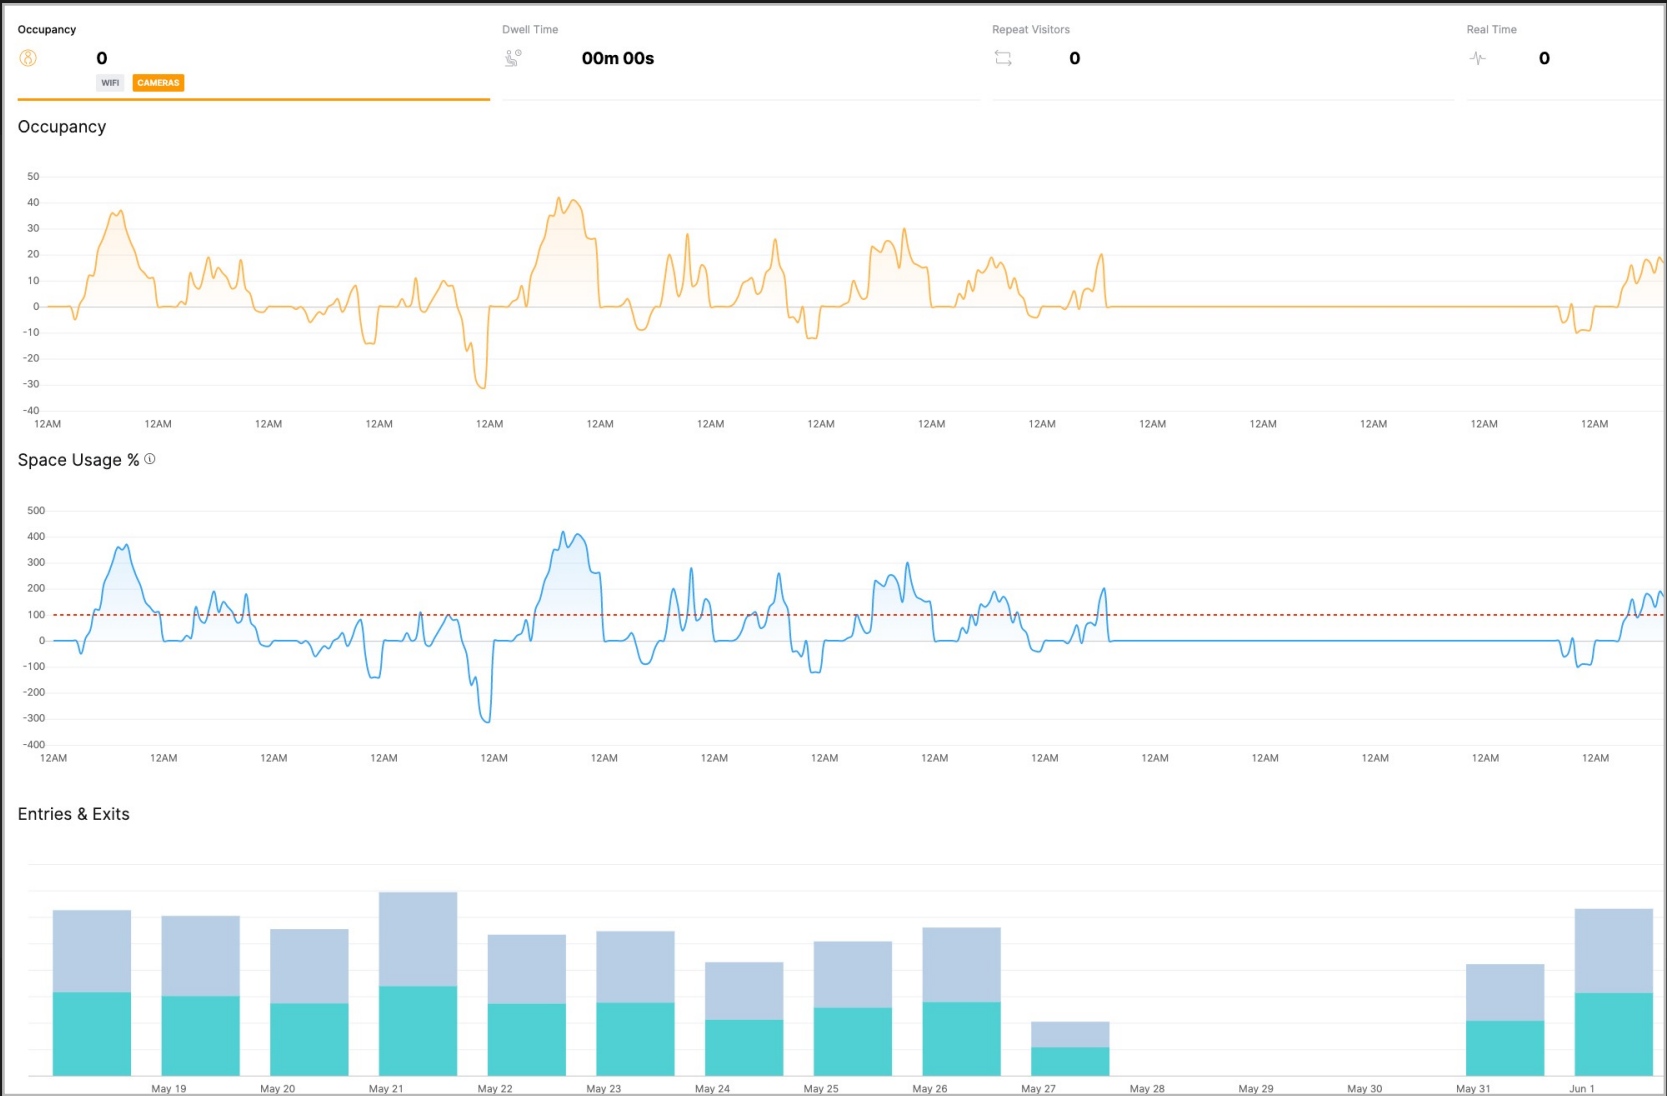 Occupancy
0
WIFI CAMERAS
Dwell Time
00m 00s
Repeat Visitors
0
Real Time
0
Occupancy
50
40
30
20
10
0
-10
-20
-30
-40
12AM 12AM 12AM 12AM 12AM 12AM 12AM 12AM 12AM 12AM 12AM 12AM 12AM 12AM 12AM
Space Usage %
500
400
300
200
100
0
-100
-200
-300
-400
12AM 12AM 12AM 12AM 12AM 12AM 12AM 12AM 12AM 12AM 12AM 12AM 12AM 12AM 12AM
Entries & Exits
May 19 May 20 May 21 May 22 May 23 May 24 May 25 May 26 May 27 May 28 May 29 May 30 May 31 Jun 1